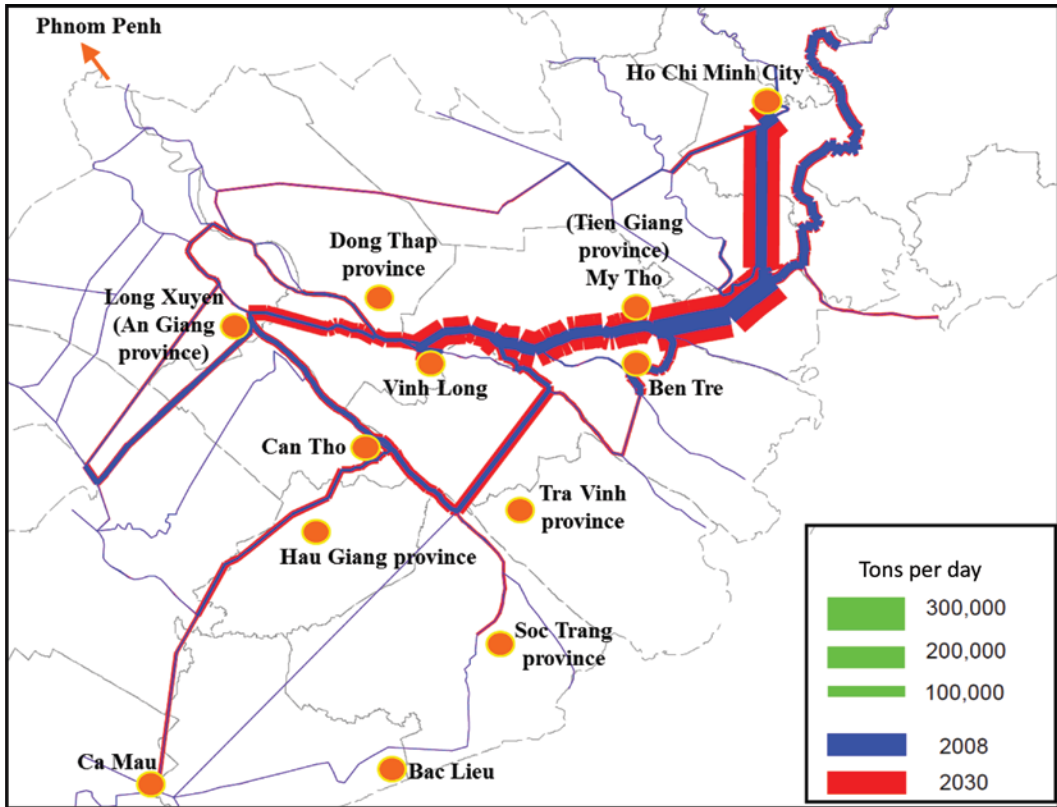 Phnom Penh
Ho Chi Minh City
(Tien Giang
province)
My Tho
Dong Thap
province
Long Xuyen
(An Giang
province)
Vinh Long
Ben Tre
Can Tho
Tra Vinh
province
Hau Giang province
Soc Trang
province
Ca Mau
Bac Lieu
Tons per day
300,000
200,000
100,000
2008
2030